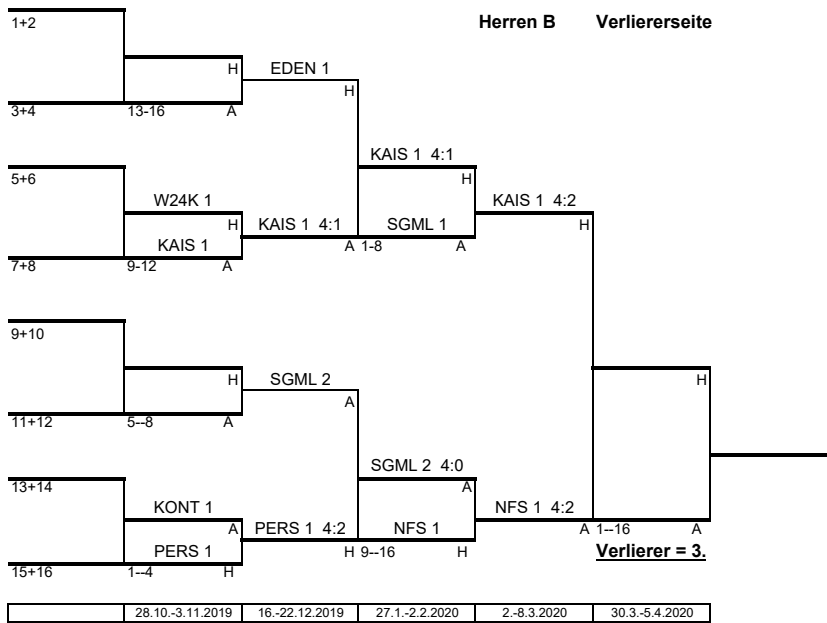 1+2
Herren B Verliererseite
H EDEN 1
3+4 13-16 A H
KAIS 1 4:1
5+6 H
W24K 1 KAIS 1 4:2
H KAIS 1 4:1 SGML 1 H
KAIS 1
7+8 9-12 A A 1-8 A
9+10
H SGML 2 H
11+12 5--8 A A
SGML 2 4:0
13+14 A
KONT 1 NFS 1 4:2
A PERS 1 4:2 NFS 1 A 1--16 A
PERS 1 H 9--16 H Verlierer = 3.
15+16 1--4 H
28.10.-3.11.2019 16.-22.12.2019 27.1.-2.2.2020 2.-8.3.2020 30.3.-5.4.2020